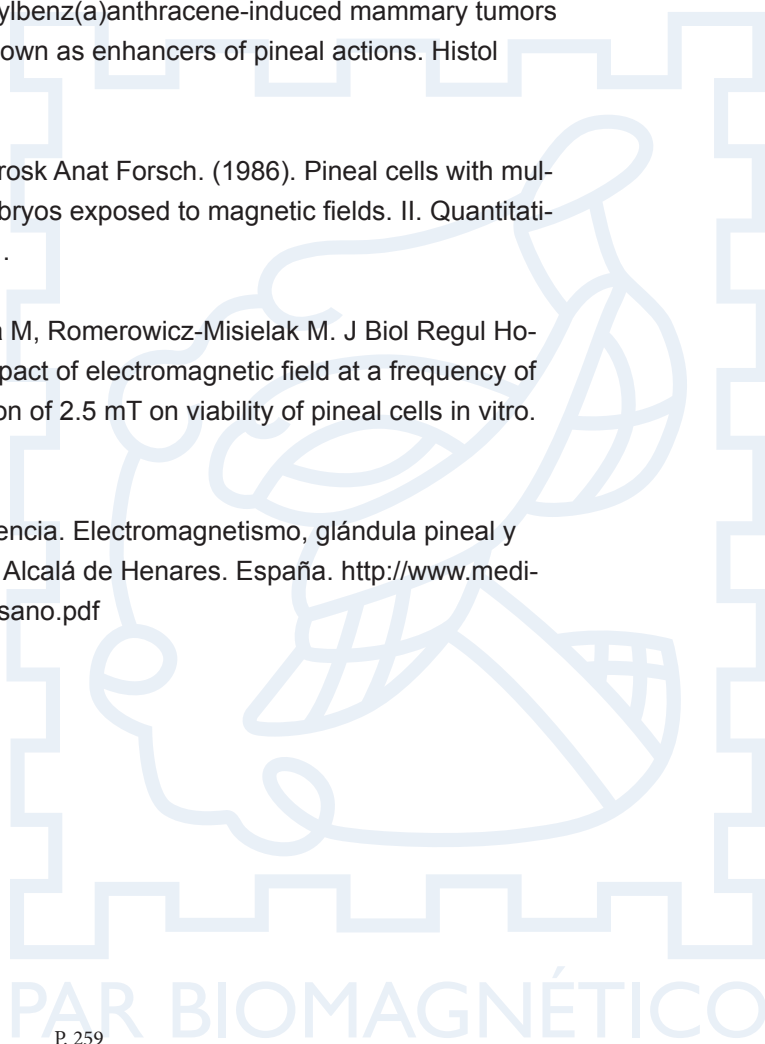 ylbenz(a)anthracene-induced mammary tumors
own as enhancers of pineal actions. Histol
rosk Anat Forsch. (1986). Pineal cells with mul-
bryos exposed to magnetic fields. II. Quantitati-
.
M, Romerowicz-Misielak M. J Biol Regul Ho-
pact of electromagnetic field at a frequency of
on of 2.5 mT on viability of pineal cells in vitro.
encia. Electromagnetismo, glándula pineal y
Alcalá de Henares. España. http://www.medi-
sano.pdf
PAR BIOMAGNÉTICO
P. 259